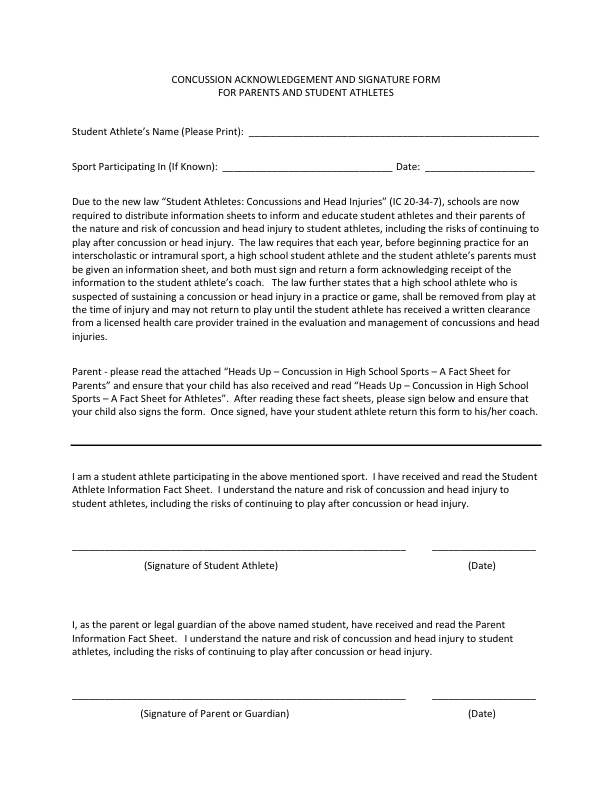 CONCUSSION ACKNOWLEDGEMENT AND SIGNATURE FORM
FOR PARENTS AND STUDENT ATHLETES
Student Athlete’s Name (Please Print): ____________________________________________________
Sport Participating In (If Known): ______________________________ Date: ____________________
Due to the new law “Student Athletes: Concussions and Head Injuries” (IC 20-34-7), schools are now
required to distribute information sheets to inform and educate student athletes and their parents of
the nature and risk of concussion and head injury to student athletes, including the risks of continuing to
play after concussion or head injury.  The law requires that each year, before beginning practice for an
interscholastic or intramural sport, a high school student athlete and the student athlete’s parents must
be given an information sheet, and both must sign and return a form acknowledging receipt of the
information to the student athlete’s coach.   The law further states that a high school athlete who is
suspected of sustaining a concussion or head injury in a practice or game, shall be removed from play at
the time of injury and may not return to play until the student athlete has received a written clearance
from a licensed health care provider trained in the evaluation and management of concussions and head
injuries.
Parent - please read the attached “Heads Up – Concussion in High School Sports – A Fact Sheet for
Parents” and ensure that your child has also received and read “Heads Up – Concussion in High School
Sports – A Fact Sheet for Athletes”.  After reading these fact sheets, please sign below and ensure that
your child also signs the form.  Once signed, have your student athlete return this form to his/her coach.
I am a student athlete participating in the above mentioned sport.  I have received and read the Student
Athlete Information Fact Sheet.  I understand the nature and risk of concussion and head injury to
student athletes, including the risks of continuing to play after concussion or head injury.
____________________________________________________________ ___________________
(Signature of Student Athlete) (Date)
I, as the parent or legal guardian of the above named student, have received and read the Parent
Information Fact Sheet.   I understand the nature and risk of concussion and head injury to student
athletes, including the risks of continuing to play after concussion or head injury.
____________________________________________________________ ___________________
(Signature of Parent or Guardian) (Date)